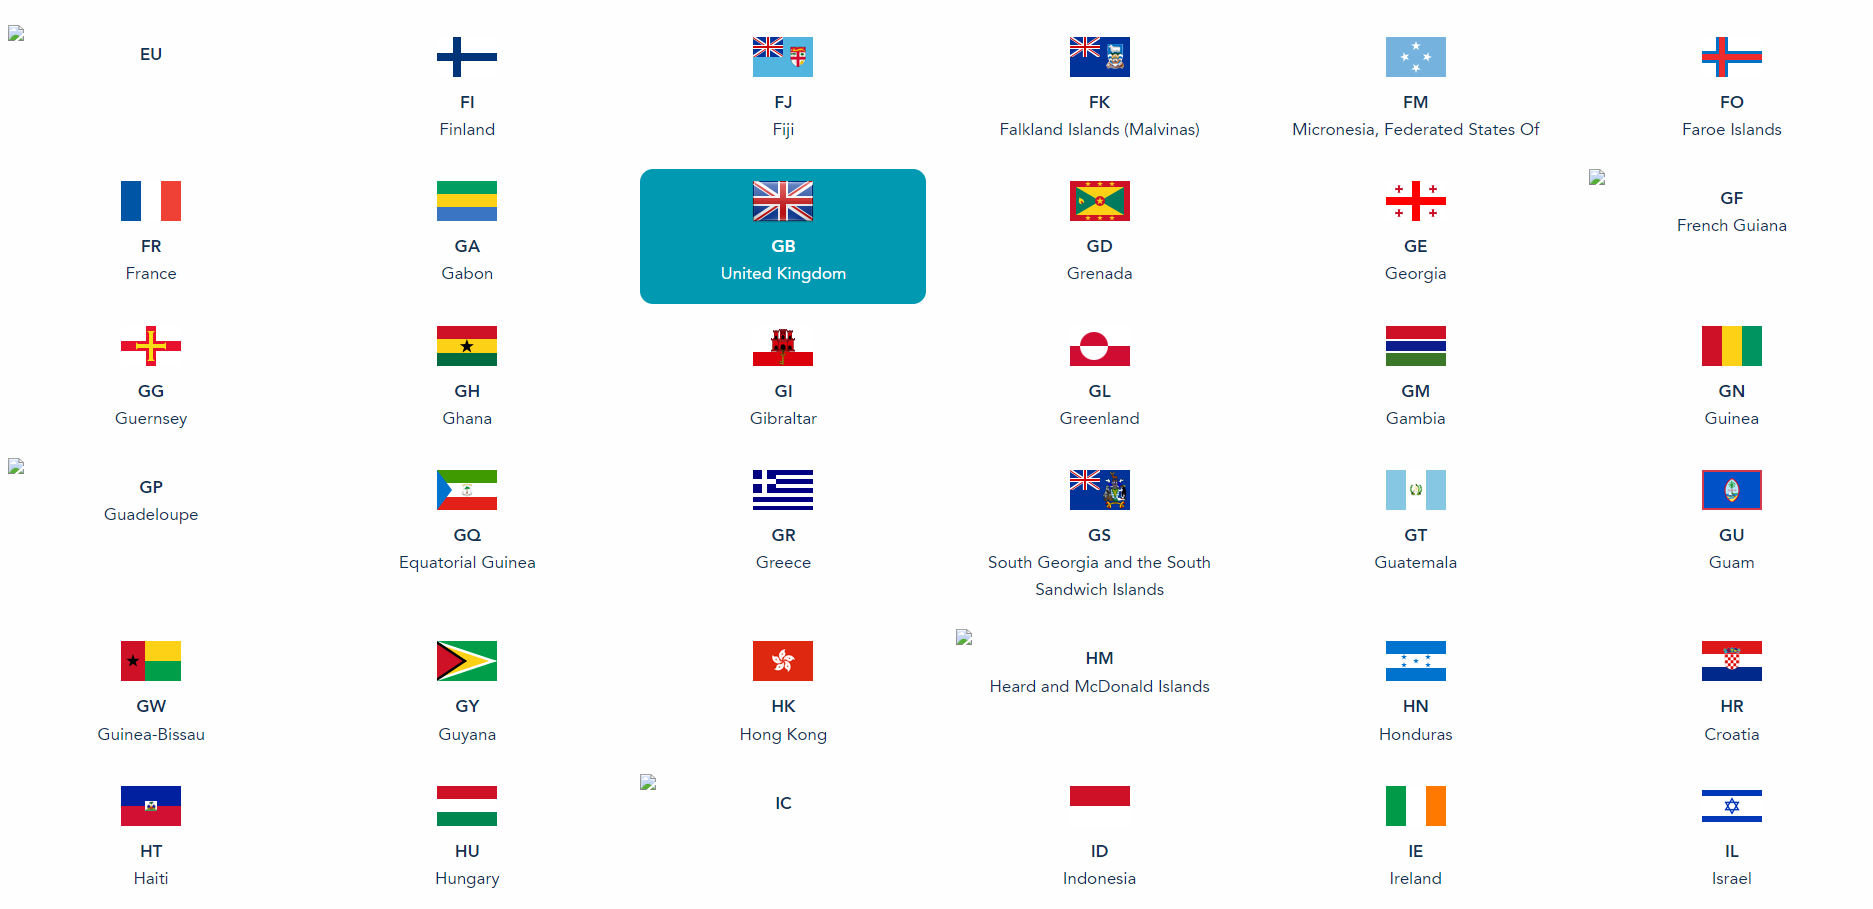 EU
FI
Finland
FJ
Fiji
FK
Falkland Islands (Malvinas)
FM
Micronesia, Federated States Of
FO
Faroe Islands
FR
France
GA
Gabon
GB
United Kingdom
GD
Grenada
GE
Georgia
GF
French Guiana
GG
Guernsey
GH
Ghana
GI
Gibraltar
GL
Greenland
GM
Gambia
GN
Guinea
GP
Guadeloupe
GQ
Equatorial Guinea
GR
Greece
GS
South Georgia and the South
Sandwich Islands
GT
Guatemala
GU
Guam
GW
Guinea-Bissau
GY
Guyana
HK
Hong Kong
HM
Heard and McDonald Islands
HN
Honduras
HR
Croatia
HT
Haiti
HU
Hungary
IC
ID
Indonesia
IE
Ireland
IL
Israel